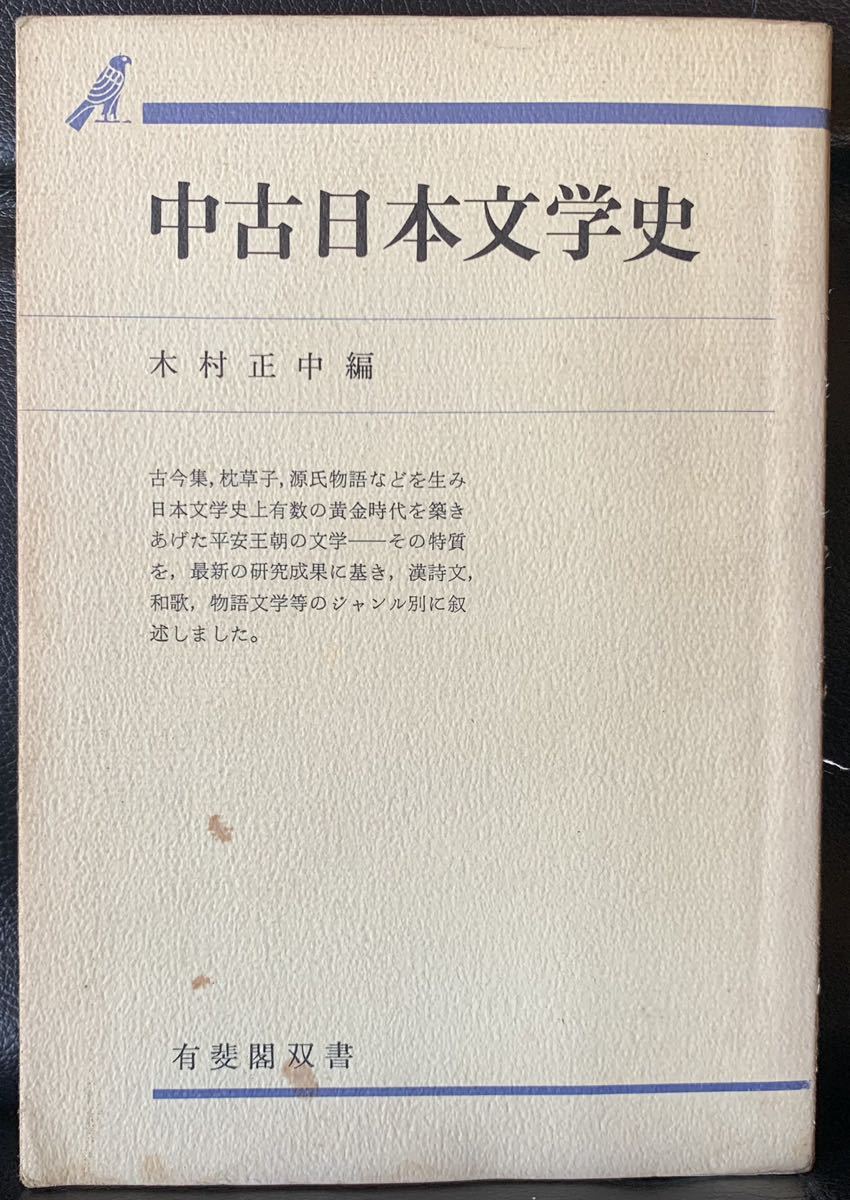 中古日本文学史
木村正中編
古今集,枕草子,源氏物語などを生み
日本文学史上有数の黄金時代を築き
あげた平安王朝の文学――その特質
を,最新の研究成果に基き,漢詩文,
和歌,物語文学等のジャンル別に叙
述しました。
有斐閣双書